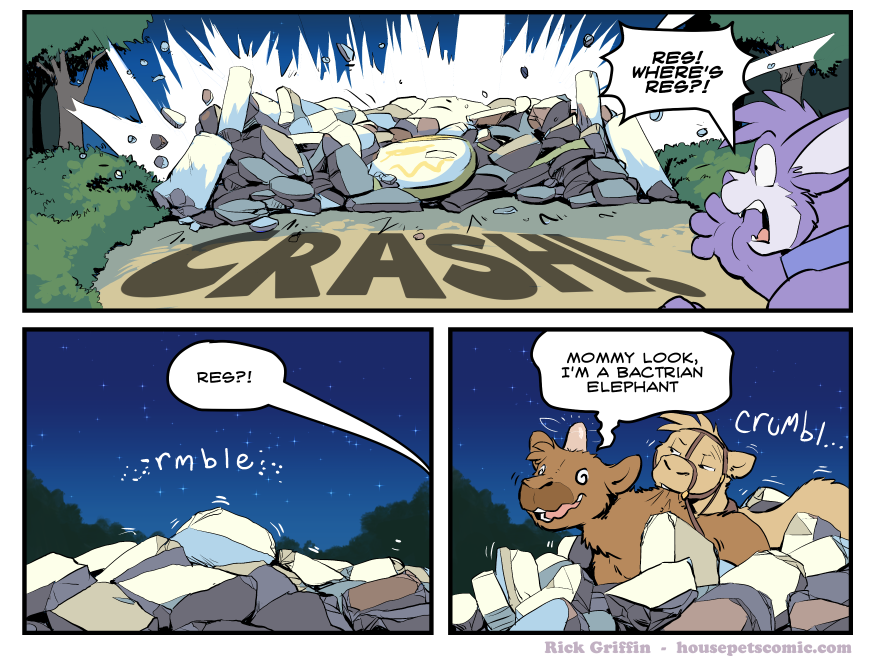 RES!
WHERE'S
RES?!
CRASH!
RES?!
-rmble
MOMMY LOOK,
I'M A BACTRIAN
ELEPHANT
crumbl...
Rick Griffin - housepetscomic.com